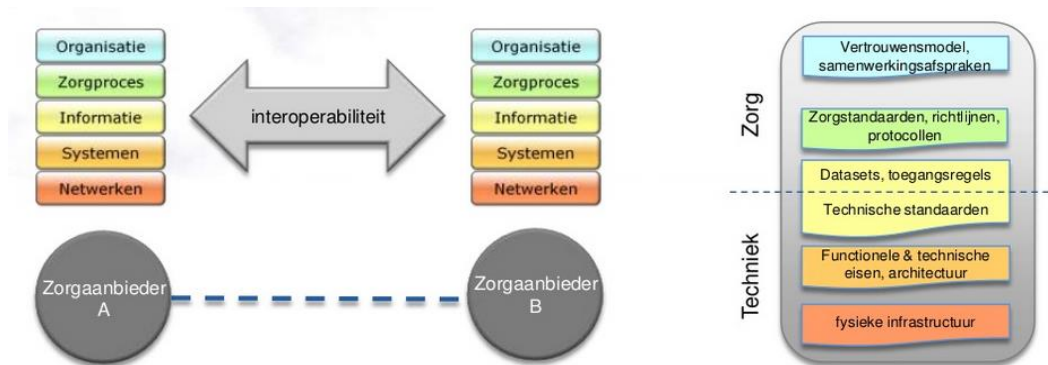 Organisatie
Zorgproces
Informatie
Systemen
Netwerken
interoperabiliteit
Organisatie
Zorgproces
Informatie
Systemen
Netwerken
Zorgaanbieder
A
Zorgaanbieder
B
Zorg
Techniek
Vertrouwensmodel,
samenwerkingsafspraken
Zorgstandaarden, richtlijnen,
protocollen
Datasets, toegangsregels
Technische standaarden
Functionele & technische
eisen, architectuur
fysieke infrastructuur